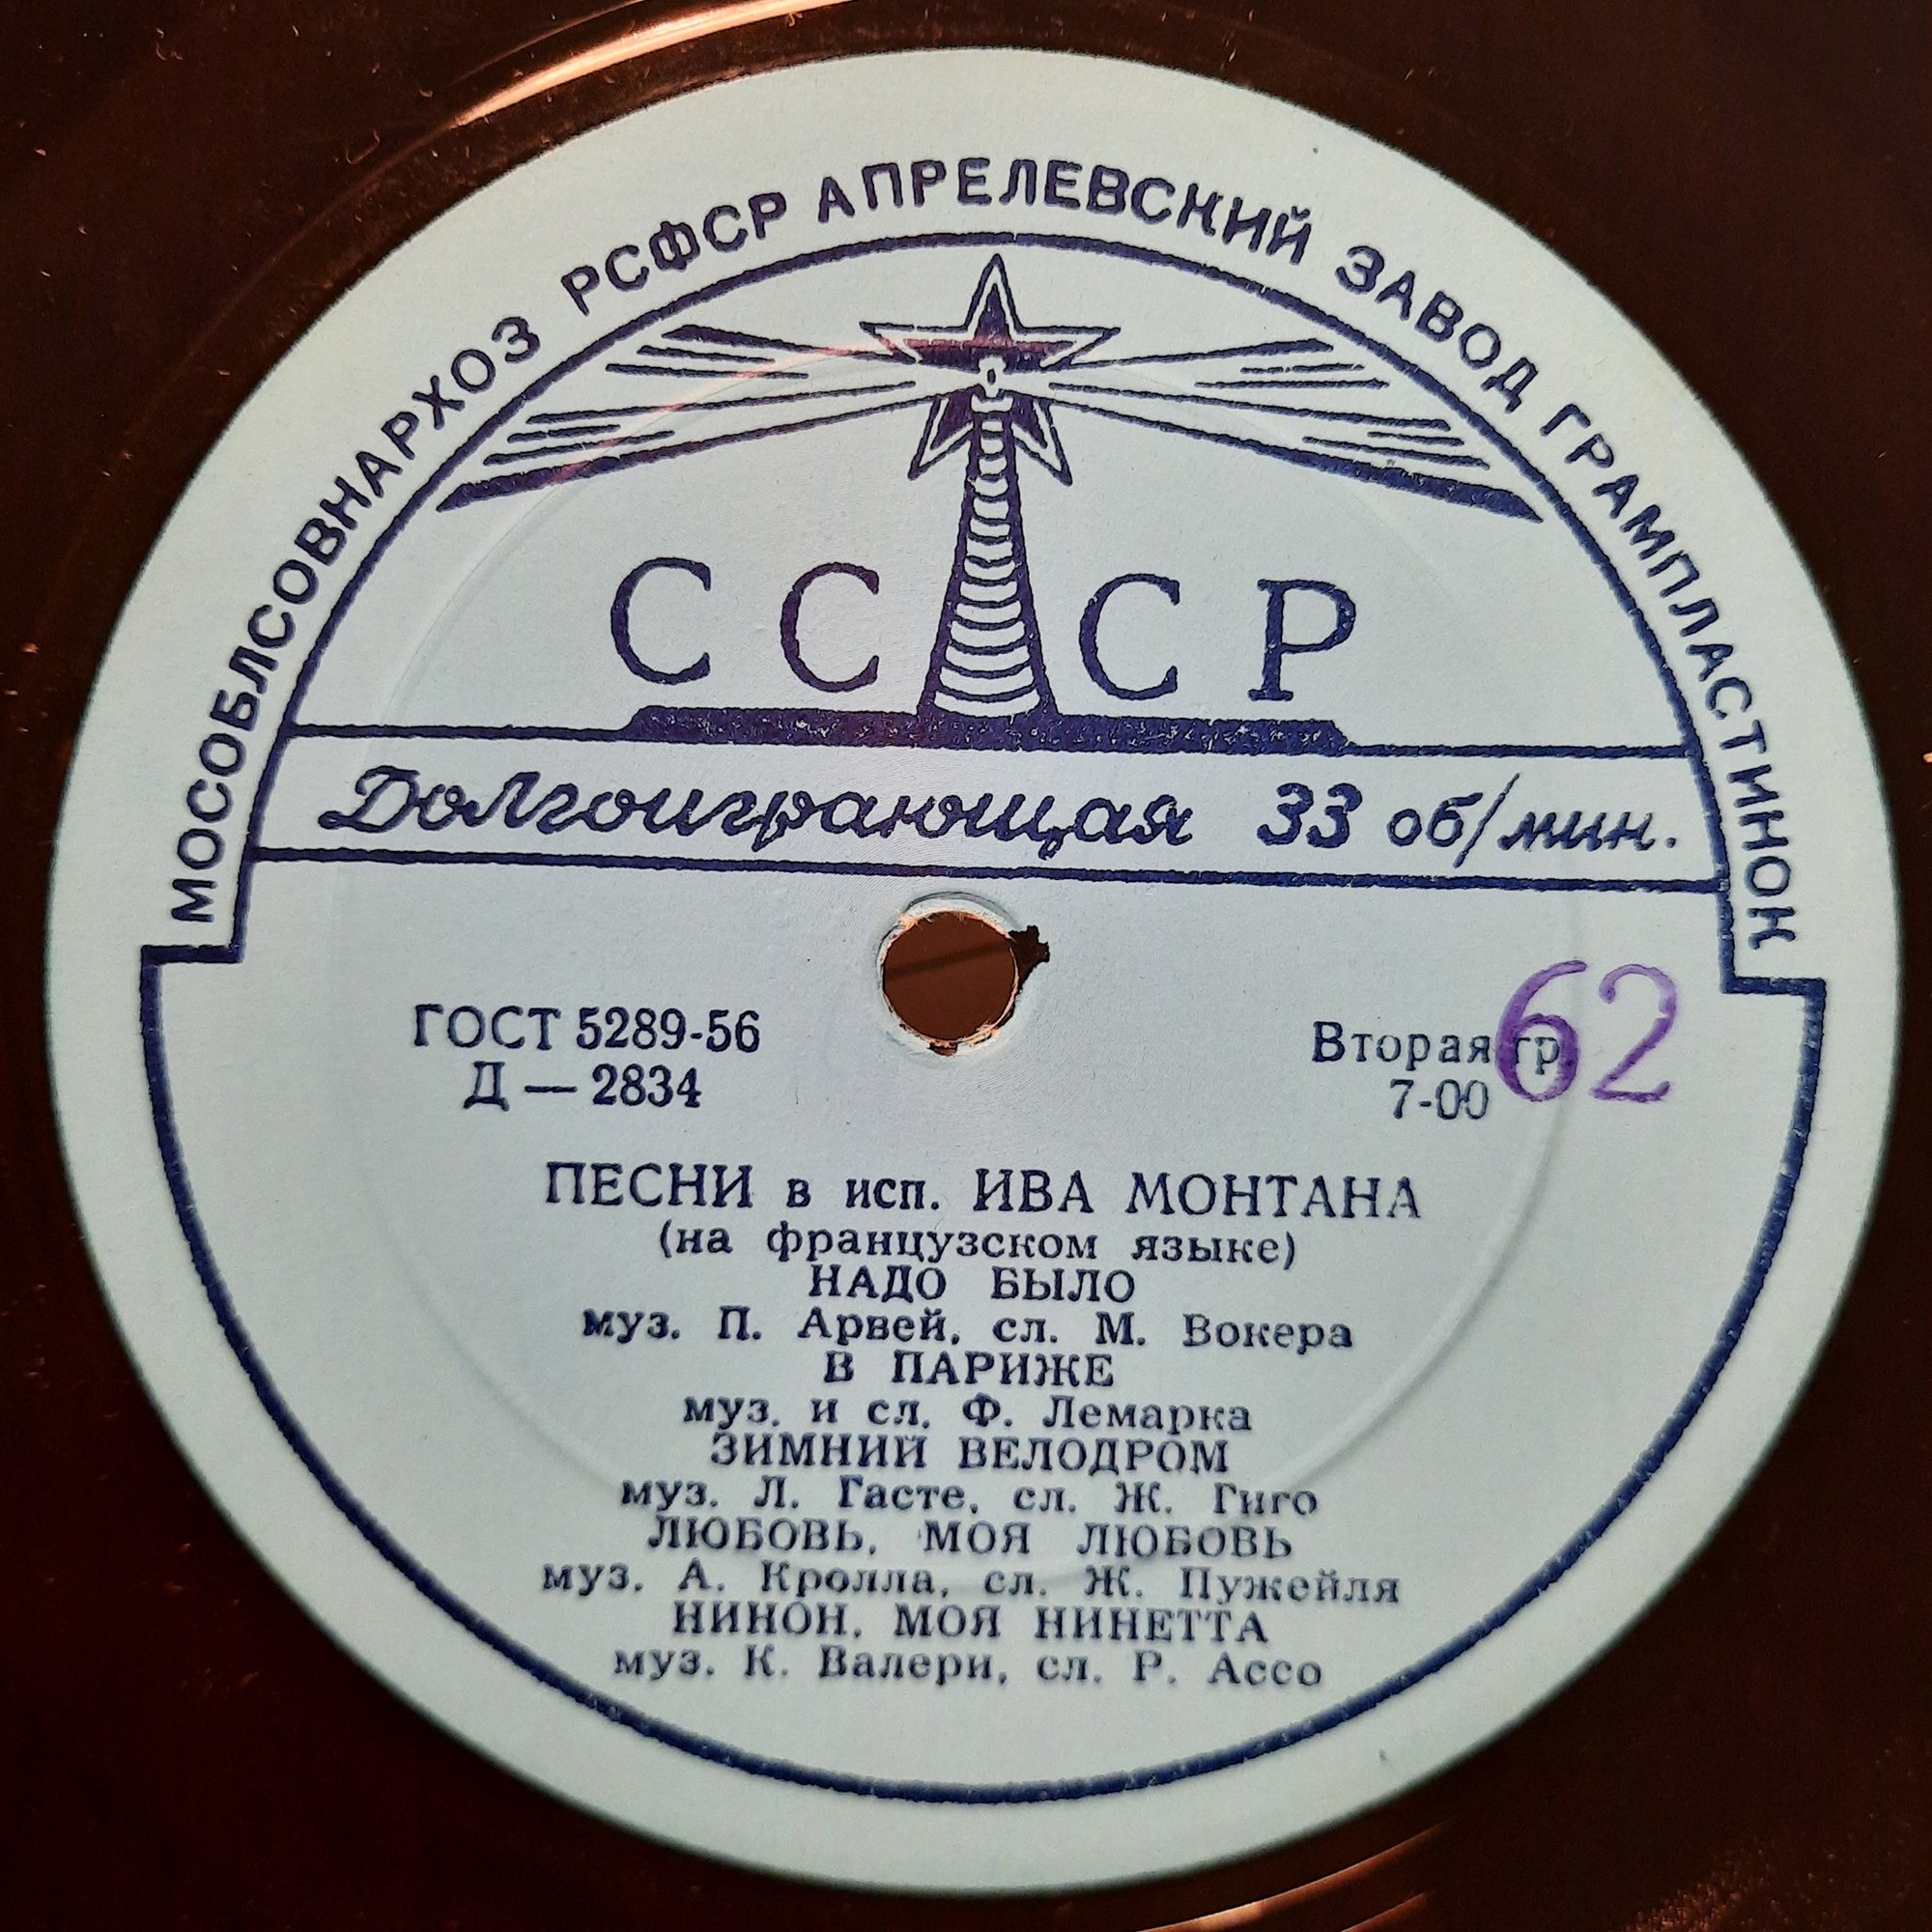 МОСОБЛСОВНАРХОЗ РСФСР АПРЕЛЕВСКИЙ ЗАВОД ГРАМПЛАСТИНОК
СССР
Долгоиграющая 33 об/мин.
ГОСТ 5289-56
Д — 2834
Вторая гр
7-00
62
ПЕСНИ в исп. ИВА МОНТАНА
(на французском языке)
НАДО БЫЛО
муз. П. Арвей, сл. М. Вокера
В ПАРИЖЕ
муз. и сл. Ф. Лемарка
ЗИМНИЙ ВЕЛОДРОМ
муз. Л. Гасте, сл. Ж. Гиго
ЛЮБОВЬ, МОЯ ЛЮБОВЬ
муз. А. Кролла, сл. Ж. Пужейля
НИНОН, МОЯ НИНЕТТА
муз. К. Валери, сл. Р. Ассо